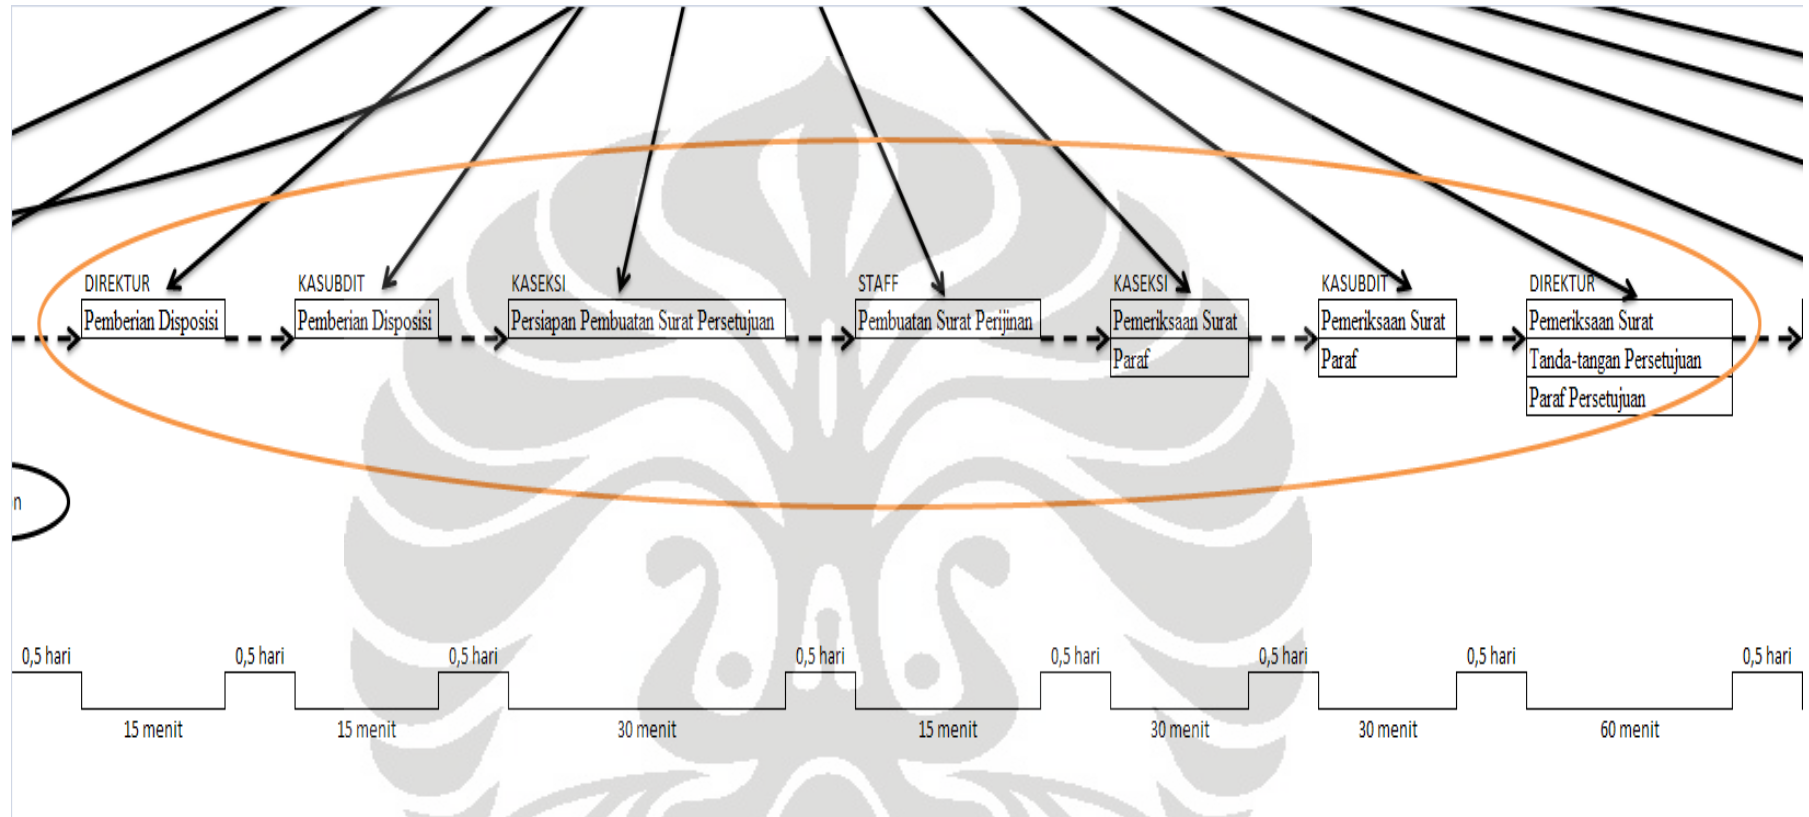 DIREKTUR
Pemberian Disposisi
KASUBDIT
Pemberian Disposisi
KASEKSI
Persiapan Pembuatan Surat Persetujuan
STAFF
Pembuatan Surat Perijinan
KASEKSI
Pemeriksaan Surat
Paraf
KASUBDIT
Pemeriksaan Surat
Paraf
DIREKTUR
Pemeriksaan Surat
Tanda-tangan Persetujuan
Paraf Persetujuan
n
0,5 hari
0,5 hari
0,5 hari
0,5 hari
0,5 hari
0,5 hari
0,5 hari
0,5 hari
15 menit
15 menit
30 menit
15 menit
30 menit
30 menit
60 menit